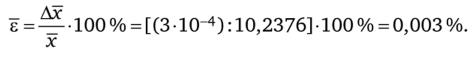 ε̅ = Δx̅/x̅ · 100 % = [(3·10⁻⁴) : 10,2376] · 100 % = 0,003 %.